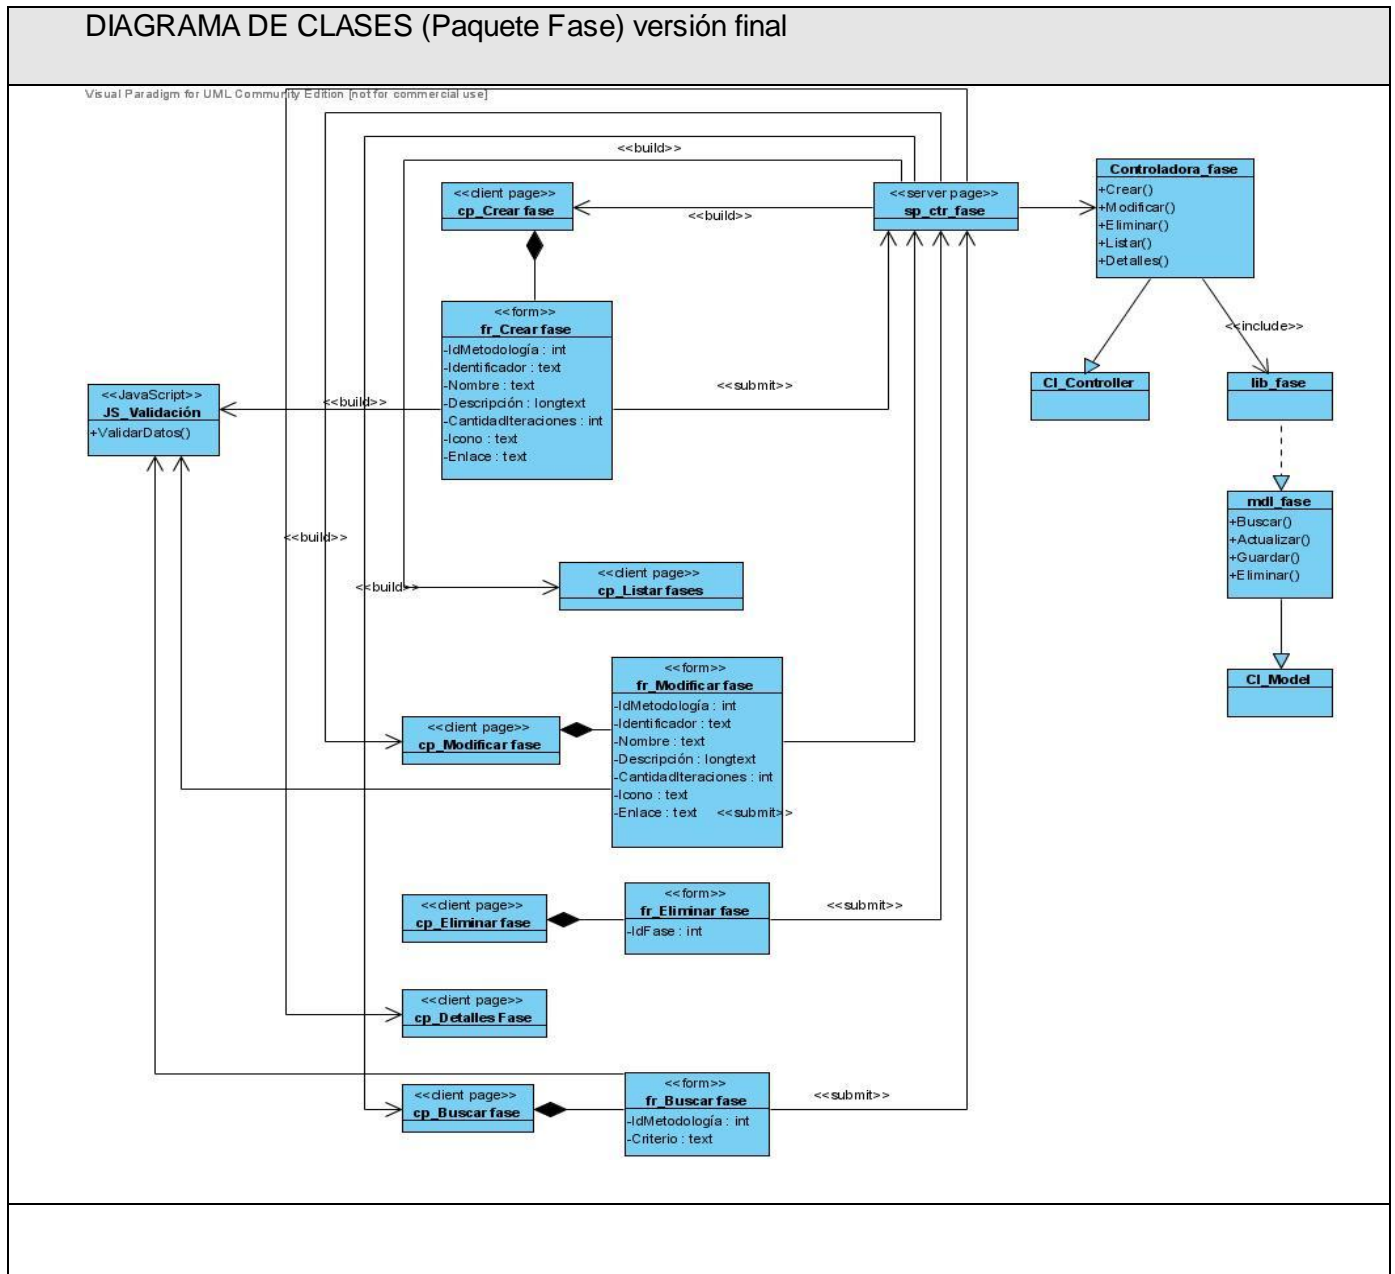 DIAGRAMA DE CLASES (Paquete Fase) versión final
Visual Paradigm for UML Community Edition [not for commercial use]
<<build>>
<<client page>>
cp_Crear fase
<<build>>
<<server page>>
sp_ctr_fase
Controladora_fase
+Crear()
+Modificar()
+Eliminar()
+Listar()
+Detalles()
<<form>>
fr_Crear fase
-IdMetodología : int
-Identificador : text
-Nombre : text
-Descripción : longtext
-CantidadIteraciones : int
-Icono : text
-Enlace : text
<<include>>
CI_Controller
lib_fase
<<JavaScript>>
JS_Validación
+ValidarDatos()
<<build>>
<<submit>>
mdl_fase
+Buscar()
+Actualizar()
+Guardar()
+Eliminar()
<<build>>
<<build>>
<<client page>>
cp_Listar fases
CI_Model
<<client page>>
cp_Modificar fase
<<form>>
fr_Modificar fase
-IdMetodología : int
-Identificador : text
-Nombre : text
-Descripción : longtext
-CantidadIteraciones : int
-Icono : text
-Enlace : text <<submit>>
<<client page>>
cp_Eliminar fase
<<form>>
fr_Eliminar fase
-IdFase : int
<<submit>>
<<client page>>
cp_Detalles Fase
<<client page>>
cp_Buscar fase
<<form>>
fr_Buscar fase
-IdMetodología : int
-Criterio : text
<<submit>>